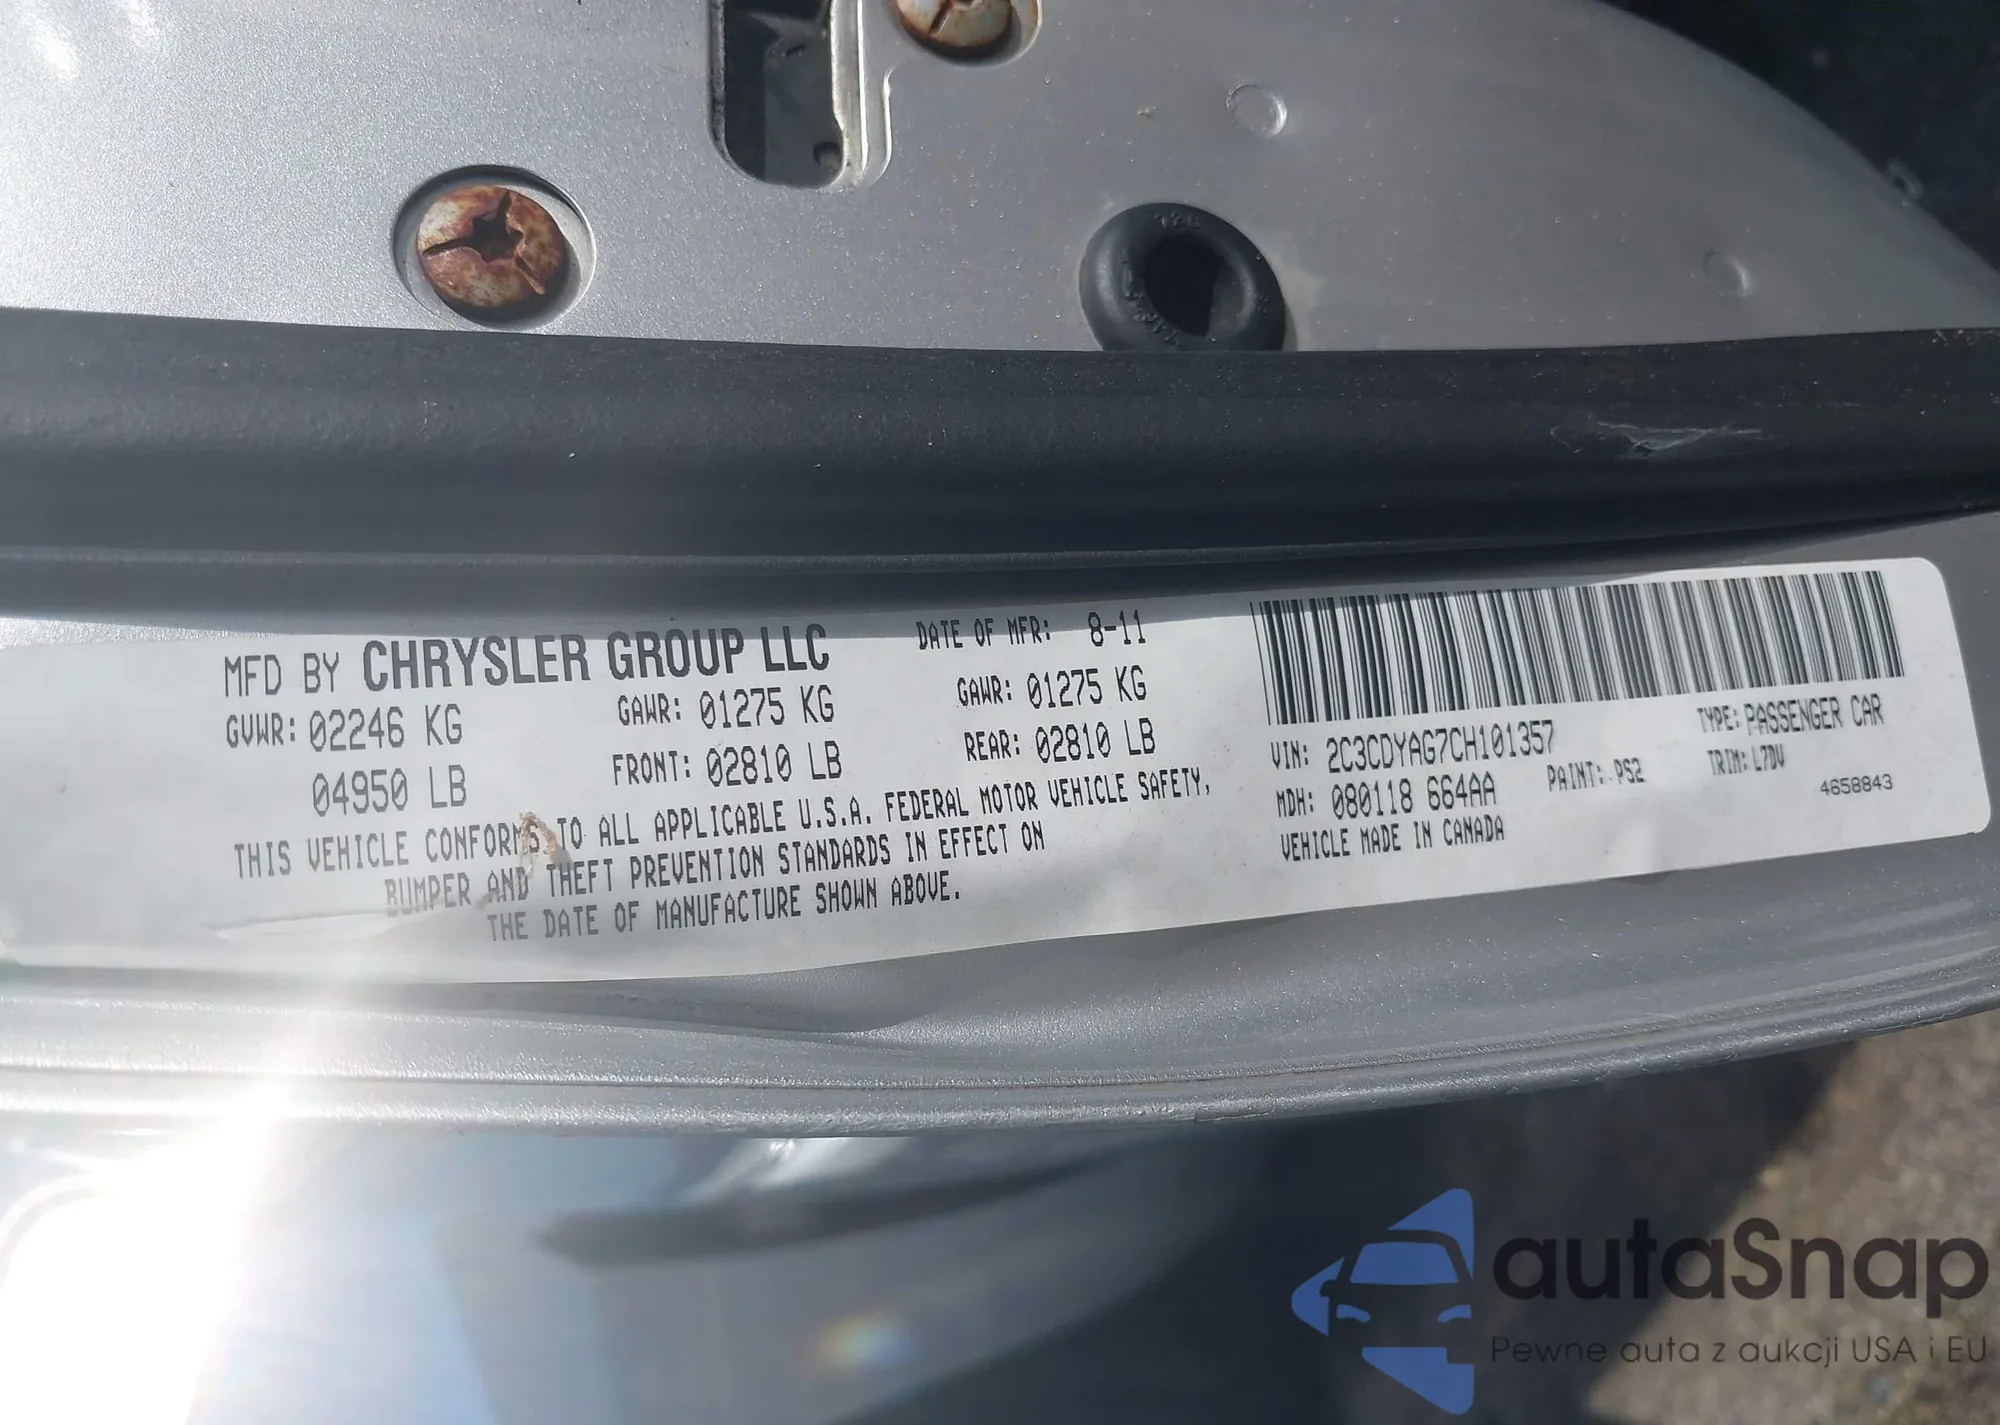 MFD BY CHRYSLER GROUP LLC DATE OF MFR: 8-11
GVWR: 02246 KG GAWR: 01275 KG GAWR: 01275 KG
04950 LB FRONT: 02810 LB REAR: 02810 LB
THIS VEHICLE CONFORMS TO ALL APPLICABLE U.S.A. FEDERAL MOTOR VEHICLE SAFETY,
BUMPER AND THEFT PREVENTION STANDARDS IN EFFECT ON
THE DATE OF MANUFACTURE SHOWN ABOVE.
VIN: 2C3CDYAG7CH101357 TYPE: PASSENGER CAR
MDH: 080118 664AA PAINT: PS2 TRIM: L7DV
VEHICLE MADE IN CANADA 4658843
autaSnap
Pewne auta z aukcji USA i EU